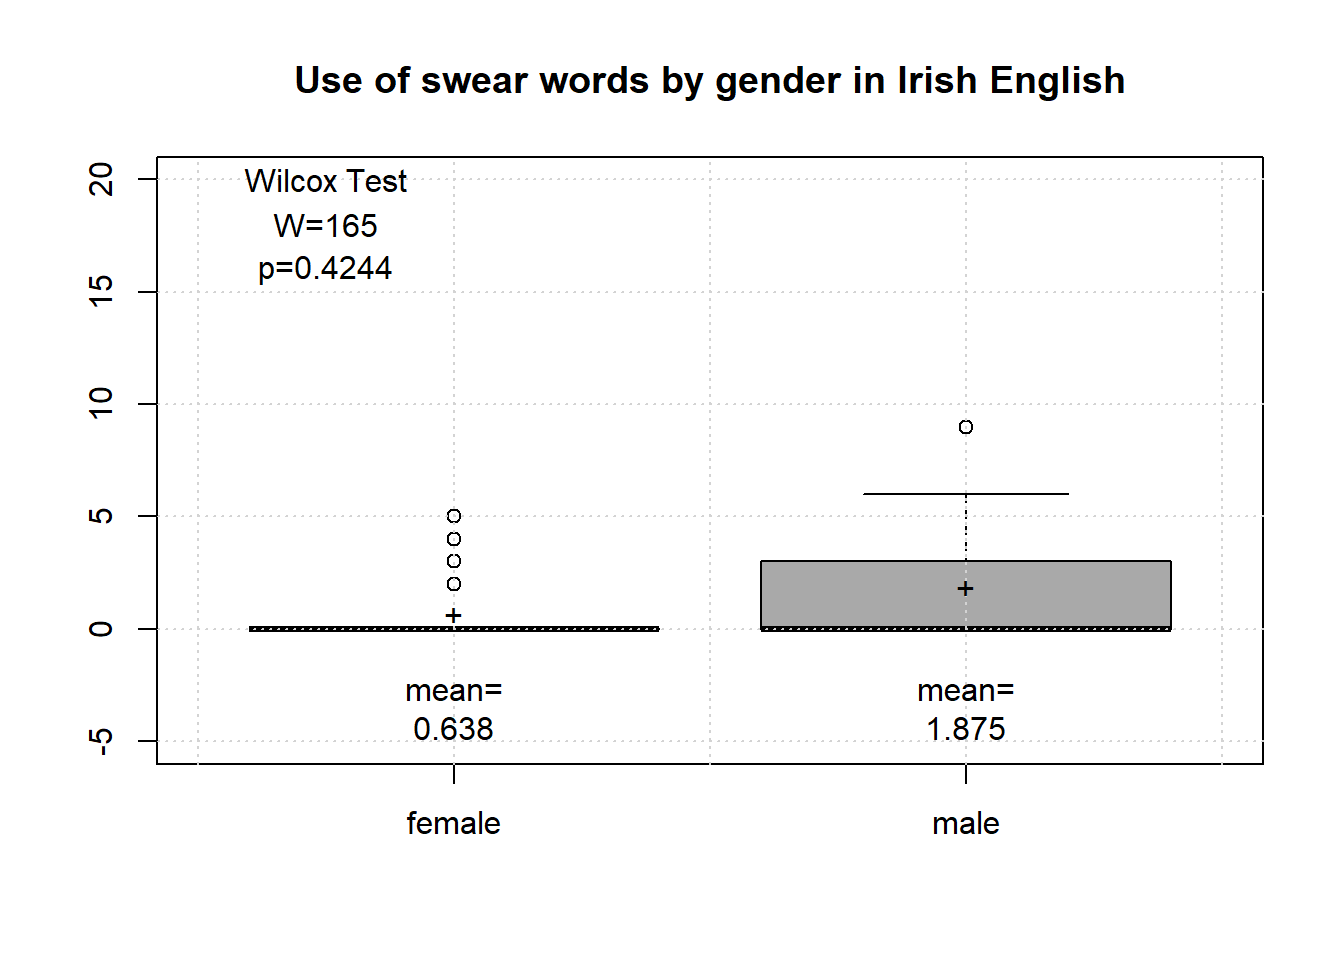 Use of swear words by gender in Irish English
20
15
10
5
0
-5
Wilcox Test
W=165
p=0.4244
mean=
0.638
mean=
1.875
female
male